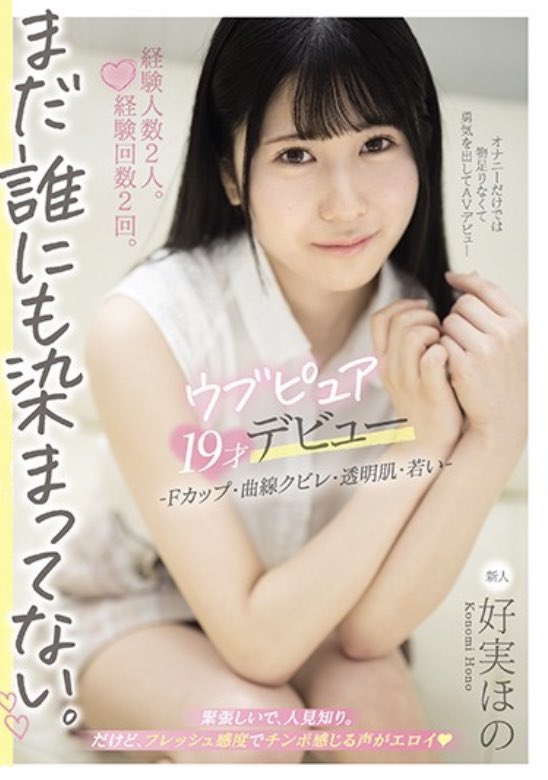 まだ誰にも染まってない。
経験人数2人。
経験回数2回。
オナニーだけでは
物足りなくて
勇気を出してAVデビュー
ウブピュア
19才デビュー
-Fカップ・曲線クビレ・透明肌・若い-
新人
好実ほの
Konomi Hono
緊張しいで、人見知り。
だけど、フレッシュ感度でチンポ感じる声がエロイ♥